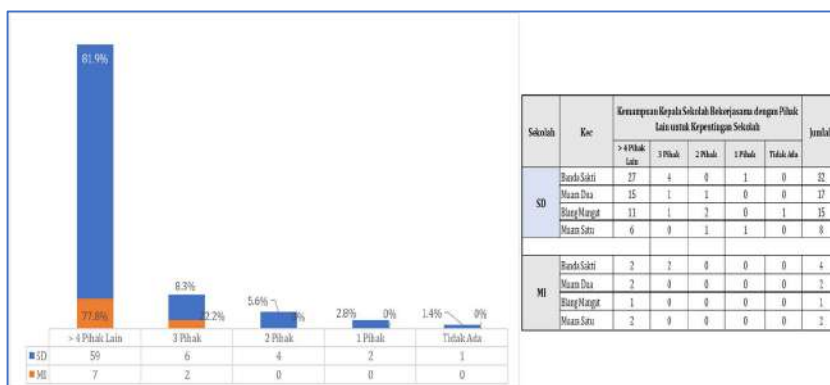 81.9%
77.8%
8.3%
22.2%
5.6%
0%
2.8%
0%
1.4%
0%
> 4 Pihak Lain 3 Pihak 2 Pihak 1 Pihak Tidak Ada
SD 59 6 4 2 1
MI 7 2 0 0 0
Sekolah Kec Kemampuan Kepala Sekolah Bekerjasama dengan Pihak Lain untuk Kepentingan Sekolah Jumlah
> 4 Pihak Lain 3 Pihak 2 Pihak 1 Pihak Tidak Ada
SD
Banda Sakti 27 4 0 1 0 32
Muara Dua 15 1 1 0 0 17
Blang Mangat 11 1 2 0 1 15
Muara Satu 6 0 1 1 0 8
MI
Banda Sakti 2 2 0 0 0 4
Muara Dua 2 0 0 0 0 2
Blang Mangat 1 0 0 0 0 1
Muara Satu 2 0 0 0 0 2